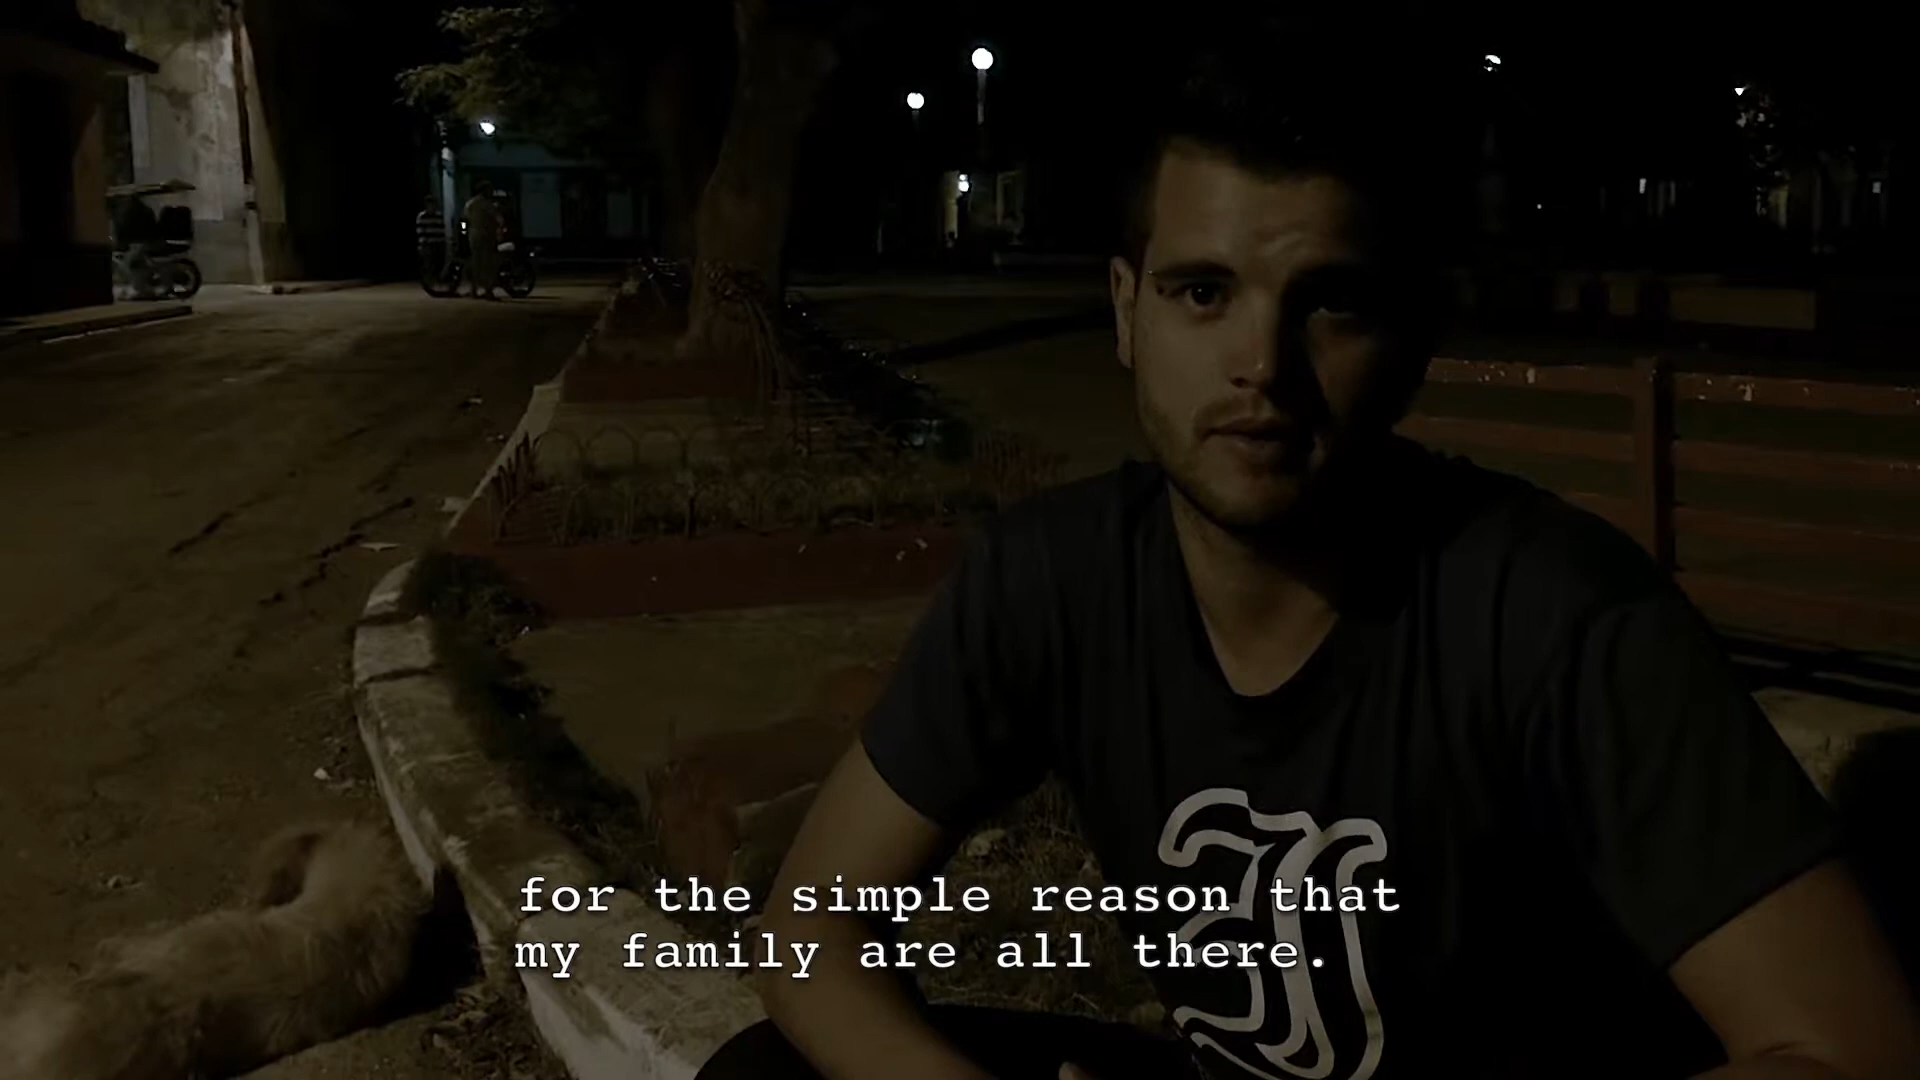 for the simple reason that
my family are all there.